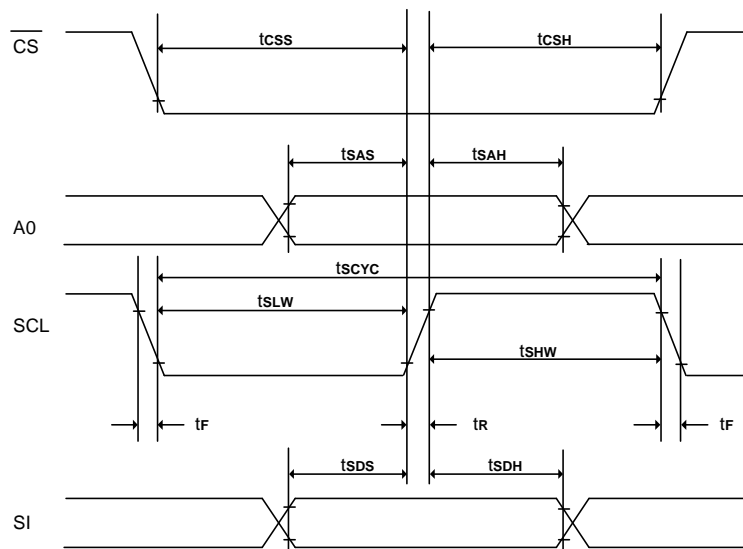 CS
tCSS
tCSH
tSAS
tSAH
A0
tSCYC
tSLW
SCL
tSHW
tF
tR
tF
tSDS
tSDH
SI